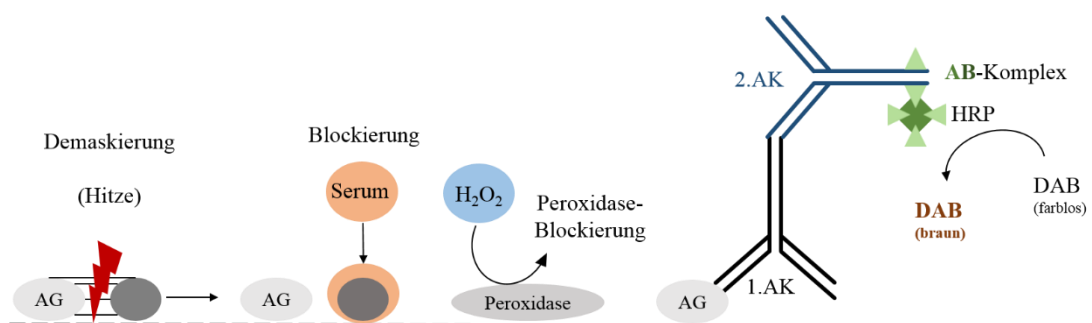 Demaskierung
(Hitze)
AG
Blockierung
Serum
AG
H₂O₂
Peroxidase-
Blockierung
Peroxidase
2.AK
AB-Komplex
HRP
DAB
(farblos)
DAB
(braun)
1.AK
AG